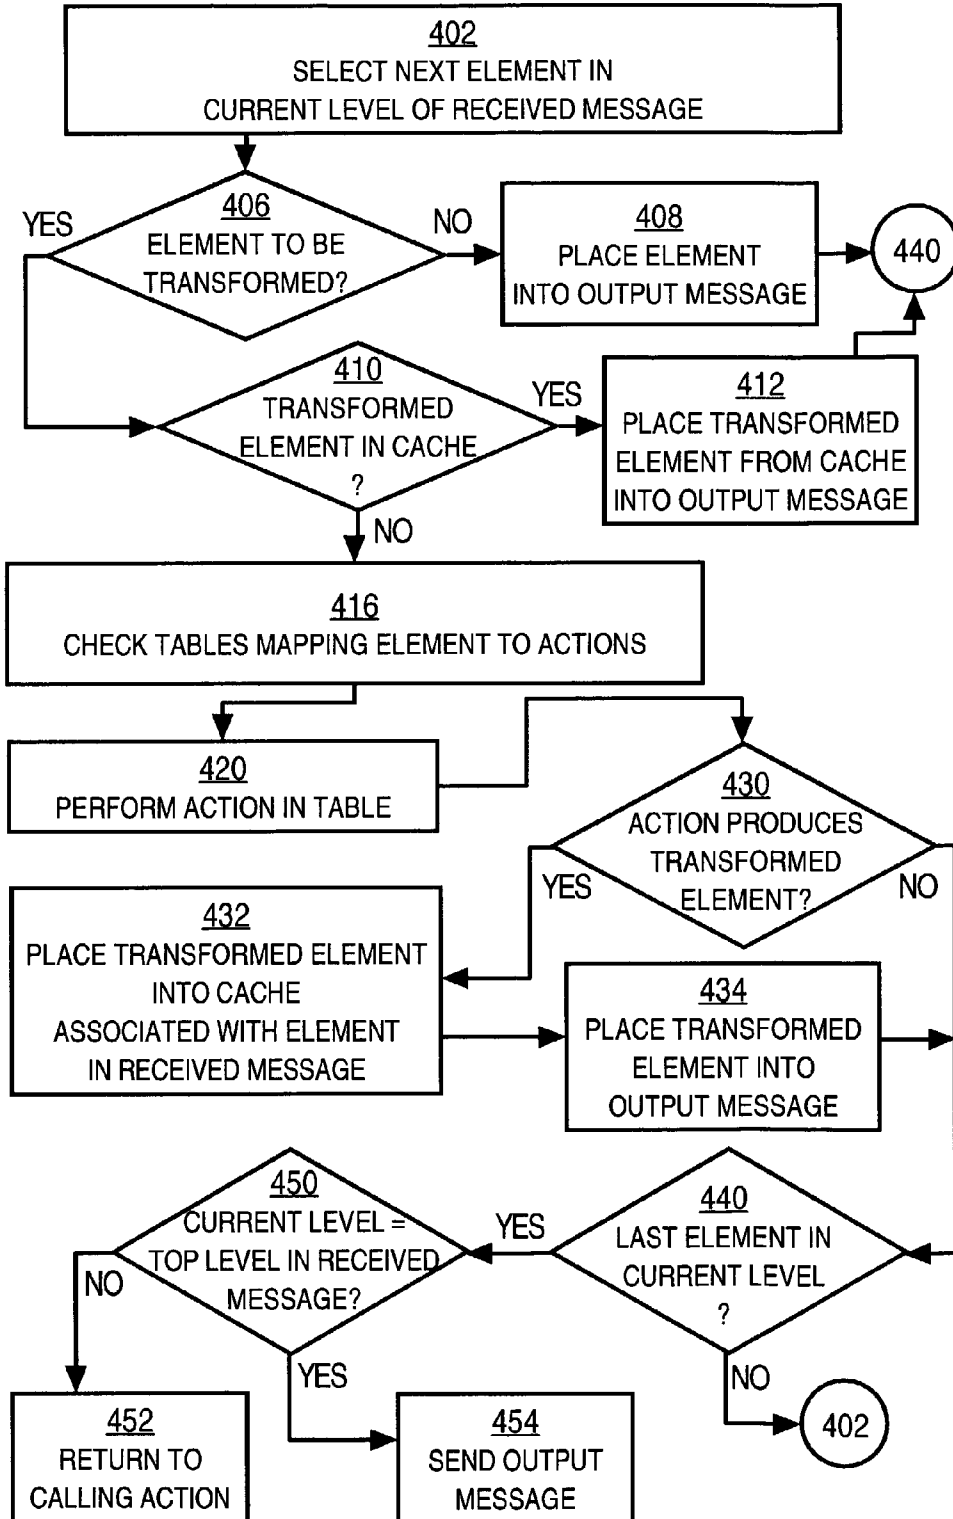 402
SELECT NEXT ELEMENT IN
CURRENT LEVEL OF RECEIVED MESSAGE
406
ELEMENT TO BE
TRANSFORMED?
YES
NO
408
PLACE ELEMENT
INTO OUTPUT MESSAGE
440
410
TRANSFORMED
ELEMENT IN CACHE
?
YES
NO
412
PLACE TRANSFORMED
ELEMENT FROM CACHE
INTO OUTPUT MESSAGE
416
CHECK TABLES MAPPING ELEMENT TO ACTIONS
420
PERFORM ACTION IN TABLE
430
ACTION PRODUCES
TRANSFORMED
ELEMENT?
YES
NO
432
PLACE TRANSFORMED ELEMENT
INTO CACHE
ASSOCIATED WITH ELEMENT
IN RECEIVED MESSAGE
434
PLACE TRANSFORMED
ELEMENT INTO
OUTPUT MESSAGE
440
LAST ELEMENT IN
CURRENT LEVEL
?
YES
NO
402
450
CURRENT LEVEL =
TOP LEVEL IN RECEIVED
MESSAGE?
NO
YES
452
RETURN TO
CALLING ACTION
454
SEND OUTPUT
MESSAGE